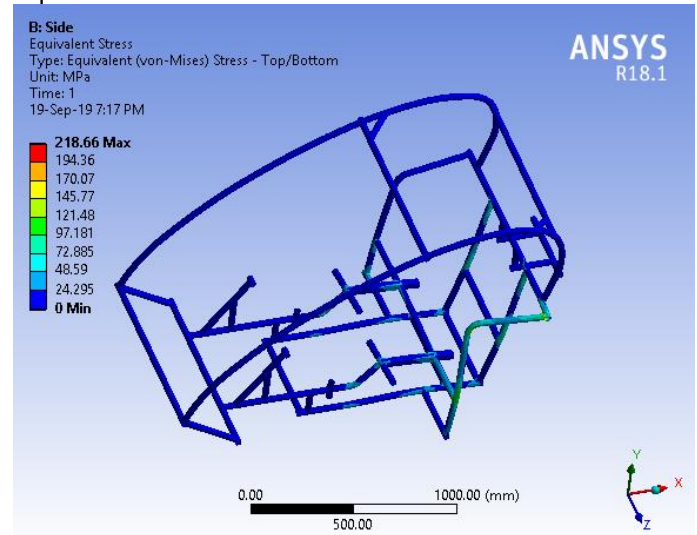 B: Side
Equivalent Stress
Type: Equivalent (von-Mises) Stress - Top/Bottom
Unit: MPa
Time: 1
19-Sep-19 7:17 PM
ANSYS
R18.1
218.66 Max
194.36
170.07
145.77
121.48
97.181
72.885
48.59
24.295
0 Min
0.00
1000.00 (mm)
500.00
Y
X
Z